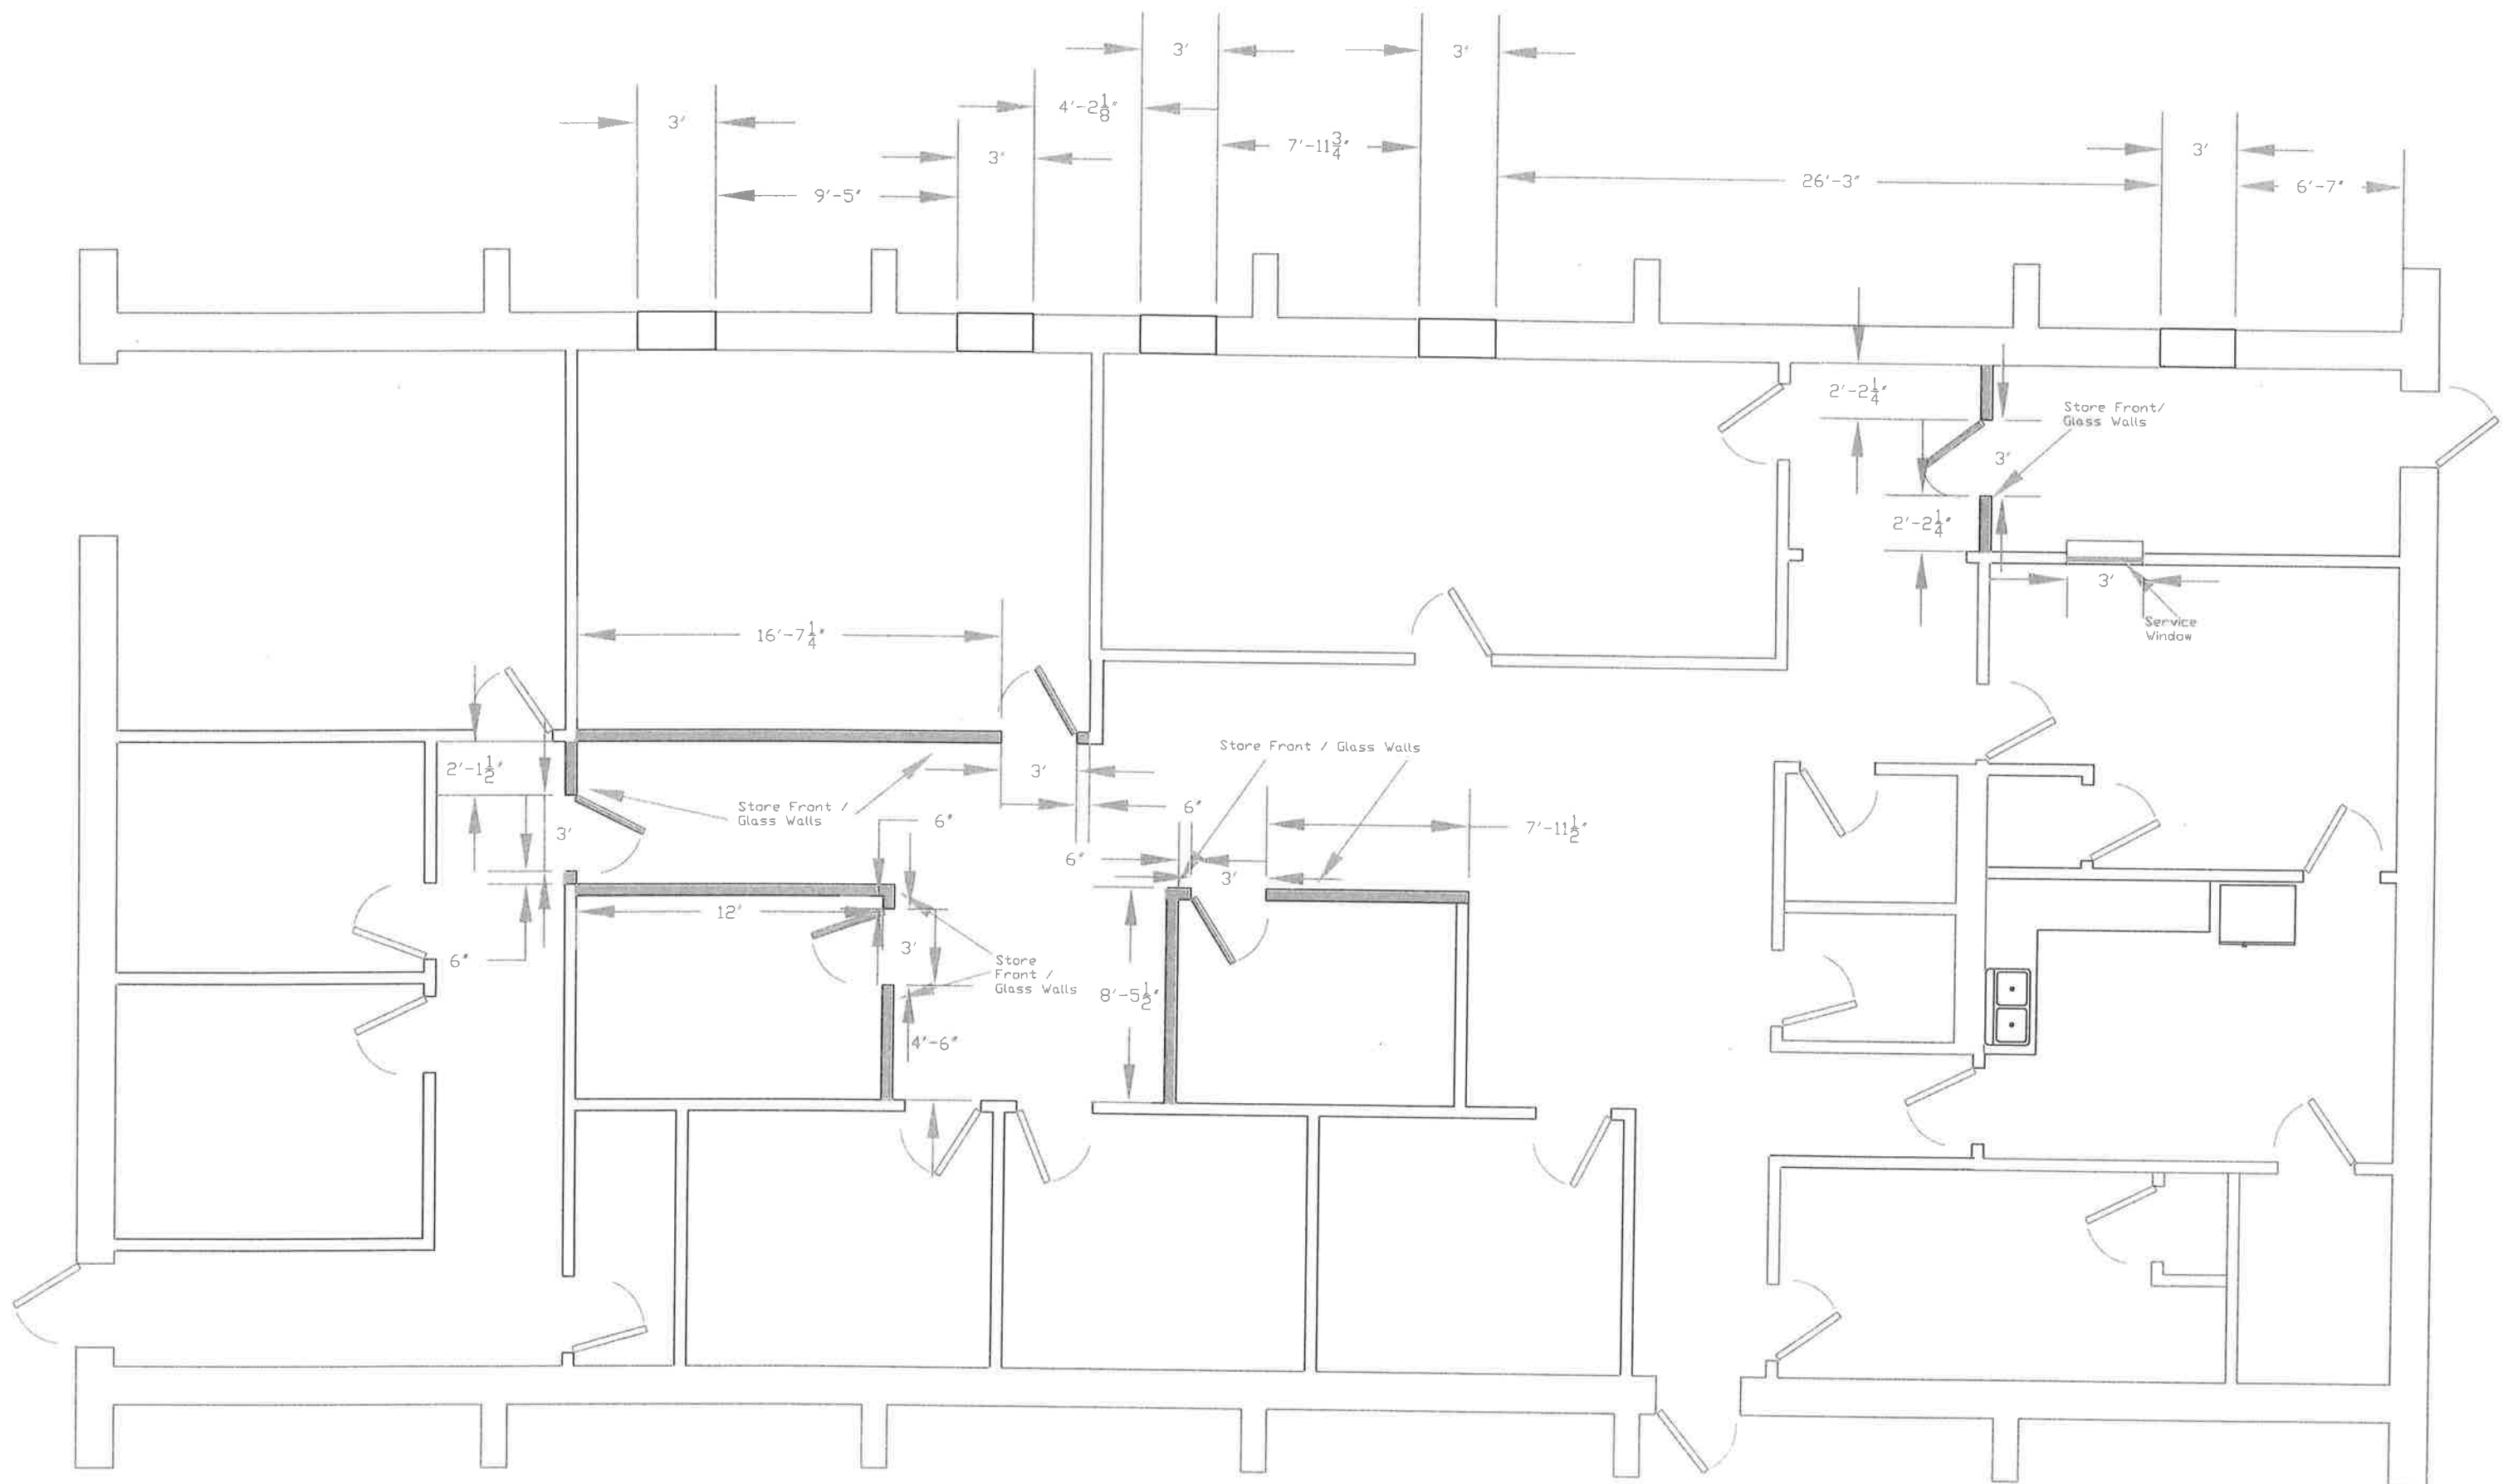 3'
3'
3'
4'-2 1/8"
3"
7'-11 3/4"
3'
9'-5"
26'-3"
6'-7"
2'-2 1/4"
Store Front/
Glass Walls
3'
2'-2 1/4"
3'
Service
Window
16'-7 1/4"
2'-1 1/2"
3'
Store Front / Glass Walls
Store Front /
Glass Walls
6"
6"
3'
7'-11 1/2"
6"
3'
12'
3'
6"
Store
Front /
Glass Walls
8'-5 1/2"
4'-6"